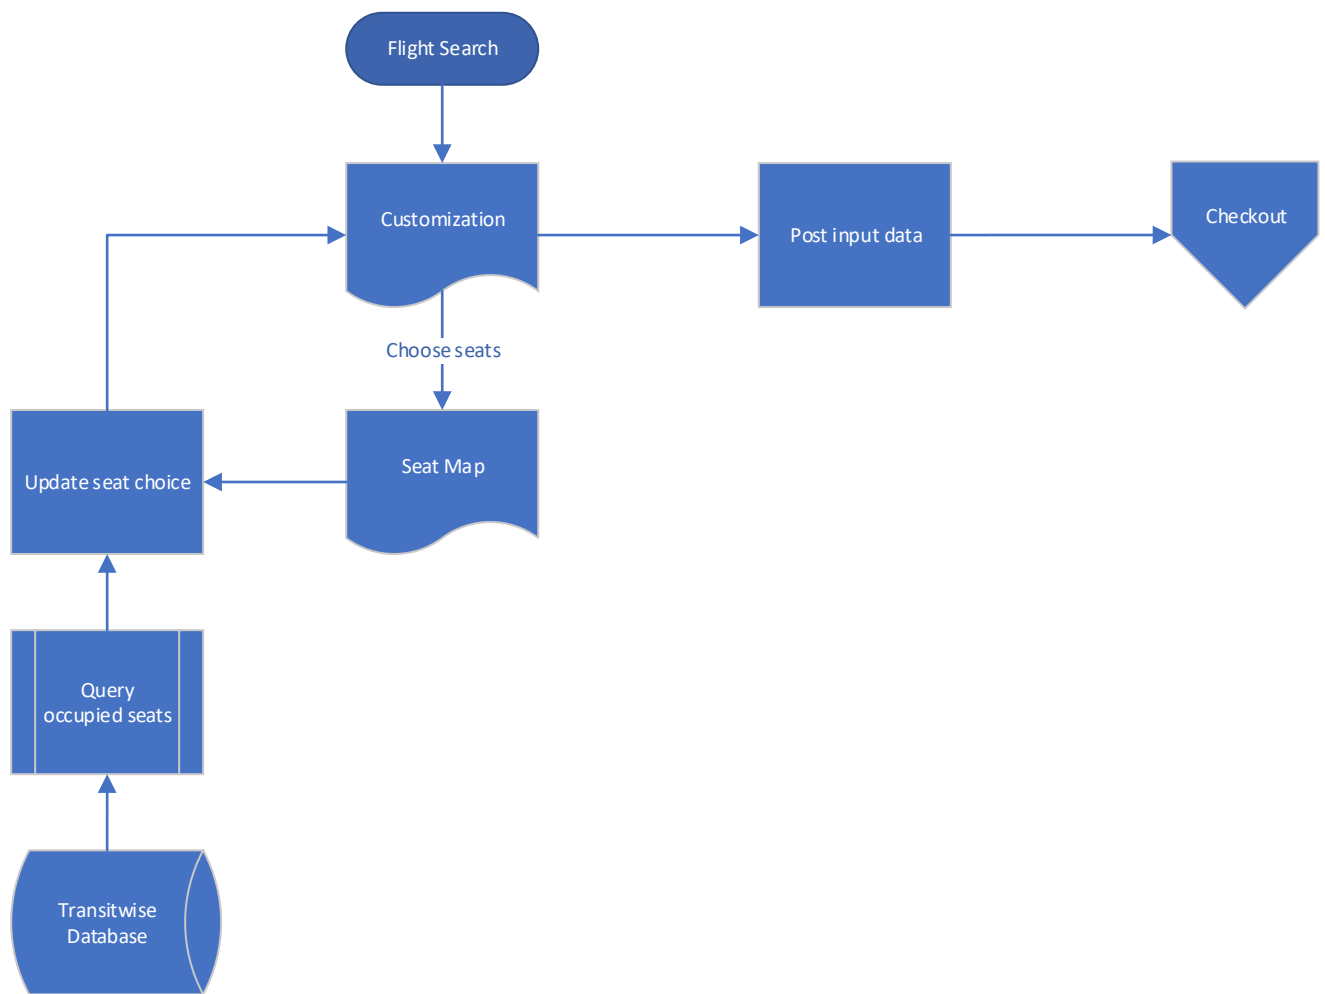 Flight Search
Customization
Post input data
Checkout
Choose seats
Update seat choice
Seat Map
Query
occupied seats
Transitwise
Database